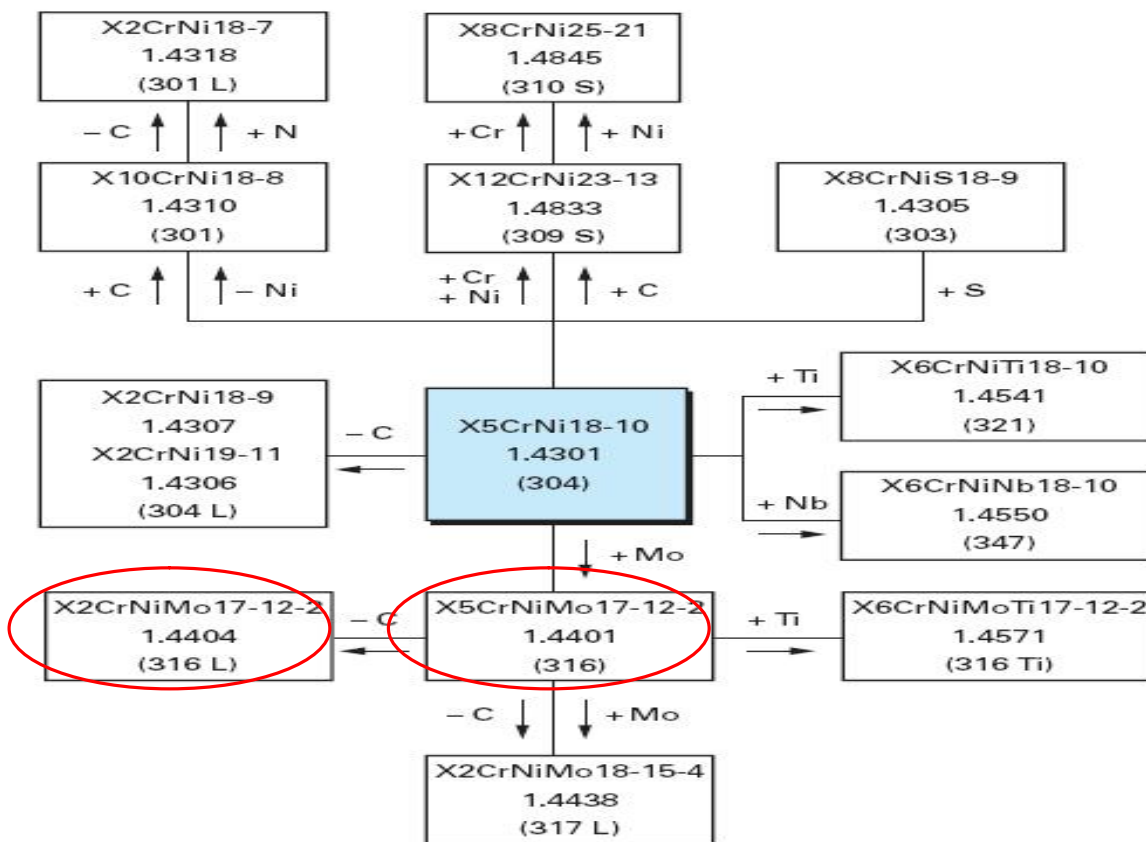 X2CrNi18-7
1.4318
(301 L)
X8CrNi25-21
1.4845
(310 S)
– C
+ N
+Cr
+ Ni
X10CrNi18-8
1.4310
(301)
X12CrNi23-13
1.4833
(309 S)
X8CrNiS18-9
1.4305
(303)
+ C
– Ni
+ Cr
+ Ni
+ C
+ S
X2CrNi18-9
1.4307
X2CrNi19-11
1.4306
(304 L)
– C
X5CrNi18-10
1.4301
(304)
+ Ti
X6CrNiTi18-10
1.4541
(321)
+ Nb
X6CrNiNb18-10
1.4550
(347)
+ Mo
X2CrNiMo17-12-2
1.4404
(316 L)
– C
X5CrNiMo17-12-2
1.4401
(316)
+ Ti
X6CrNiMoTi17-12-2
1.4571
(316 Ti)
– C
+ Mo
X2CrNiMo18-15-4
1.4438
(317 L)